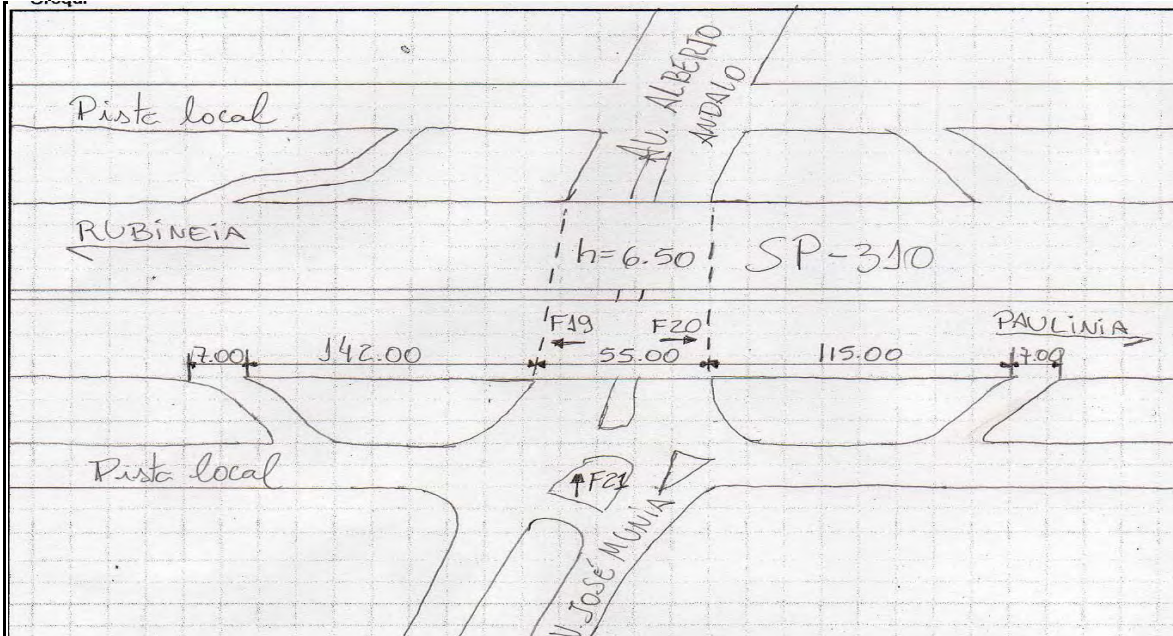 Croqui
AV. ALBERTO
ANDALO
Pista local
RUBINEIA
h=6.50
SP-310
F19
F20
PAULINIA
7.00
142.00
55.00
115.00
17.00
Pista local
F21
JOSÉ MUNIA